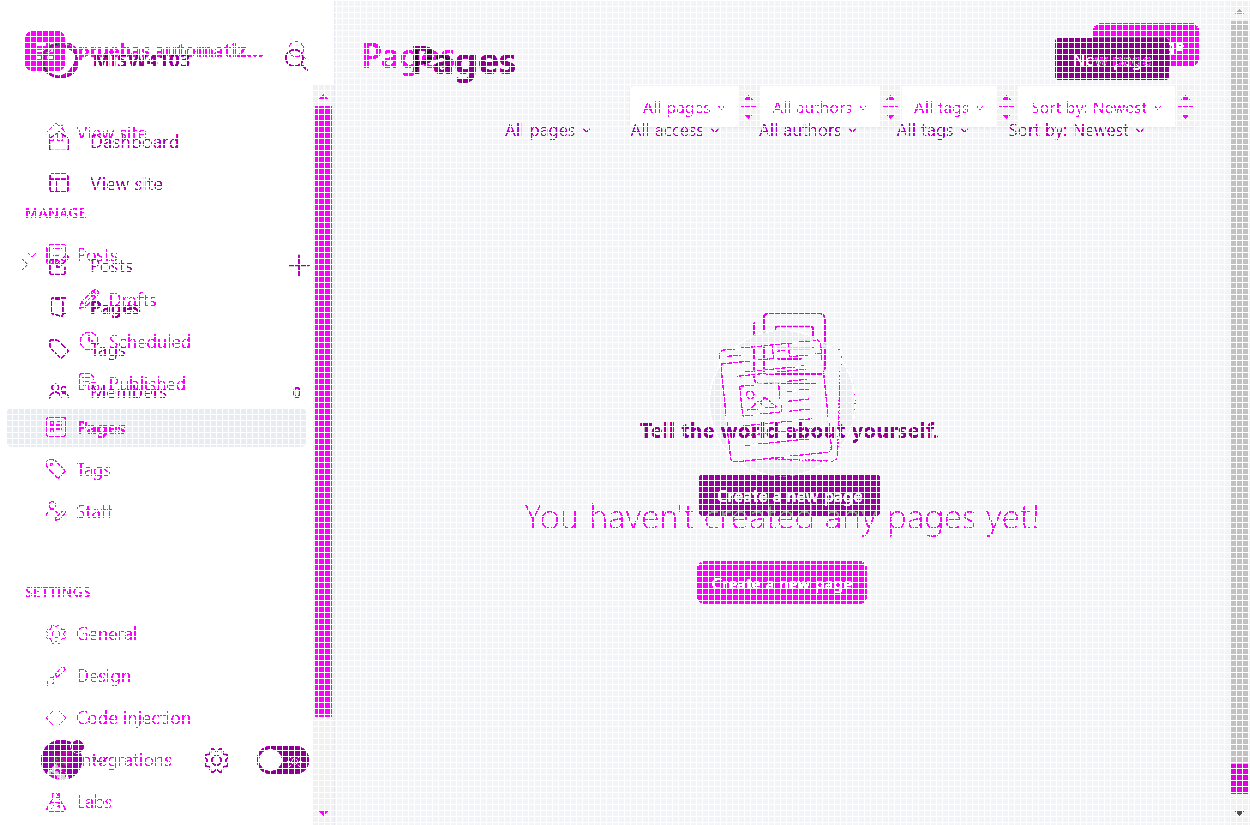 pruebas automatiz...
MISW4103
Pages
Pages
New page
All pages
All authors
All tags
Sort by: Newest
All pages
All access
All authors
All tags
Sort by: Newest
View site
Dashboard
View site
MANAGE
Posts
Posts
Drafts
Pages
Scheduled
Tags
Published
Members 0
Pages
Tags
Staff
Tell the world about yourself.
Create a new page
You haven't created any pages yet!
Create a new page
SETTINGS
General
Design
Code injection
Integrations
Labs